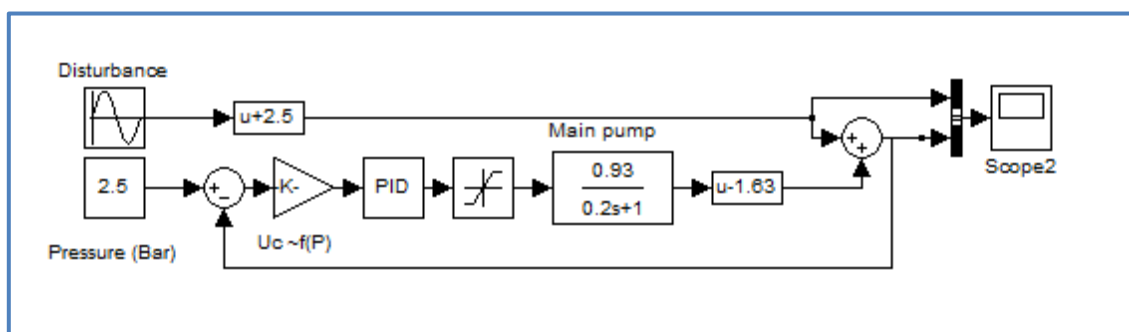 Disturbance
u+2.5
Main pump
2.5
+
−
K-
PID
0.93
0.2s+1
u-1.63
+
+
Scope2
Uc ~f(P)
Pressure (Bar)